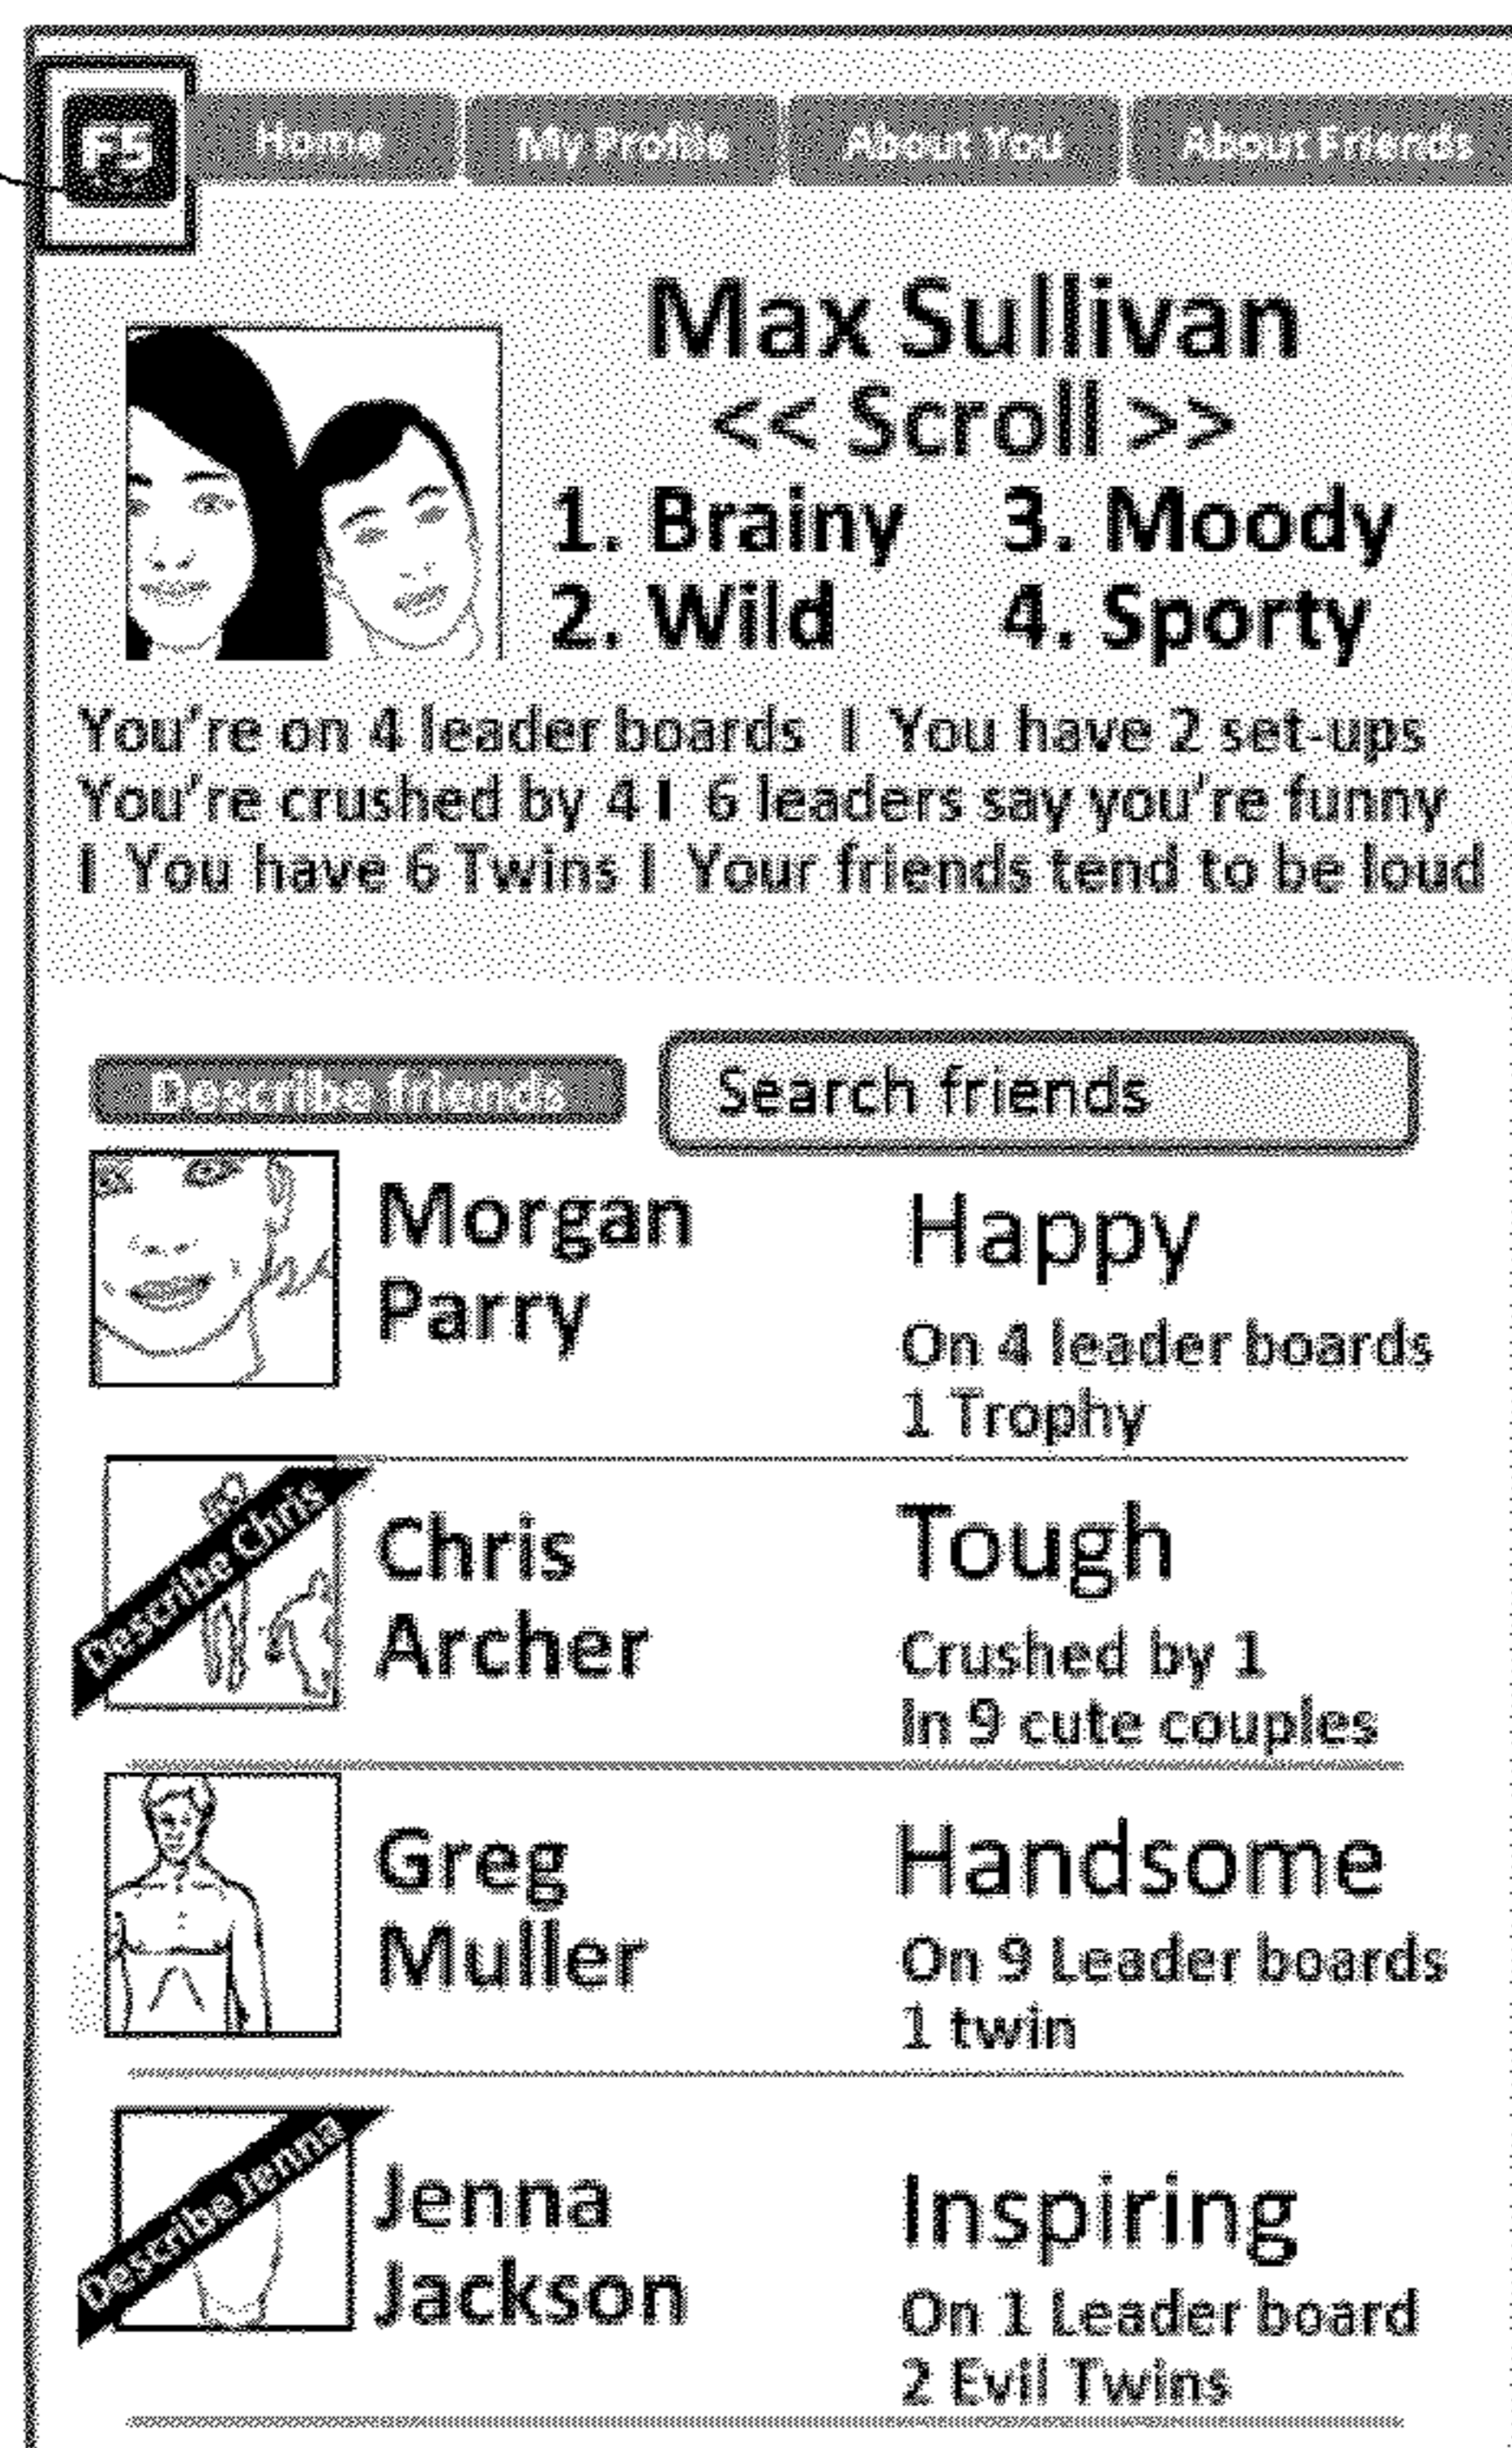 FS Home My Profile About You About Friends
Max Sullivan
<< Scroll >>
1. Brainy 3. Moody
2. Wild 4. Sporty
You're on 4 leader boards I You have 2 set-ups
You're crushed by 4 I 6 leaders say you're funny
I You have 6 Twins I Your friends tend to be loud
Describe friends Search friends
Morgan Parry
Happy
On 4 leader boards
1 Trophy
Describe Chris
Chris
Archer
Tough
Crushed by 1
In 9 cute couples
Greg
Muller
Handsome
On 9 Leader boards
1 twin
Describe Jenna
Jenna
Jackson
Inspiring
On 1 Leader board
2 Evil Twins